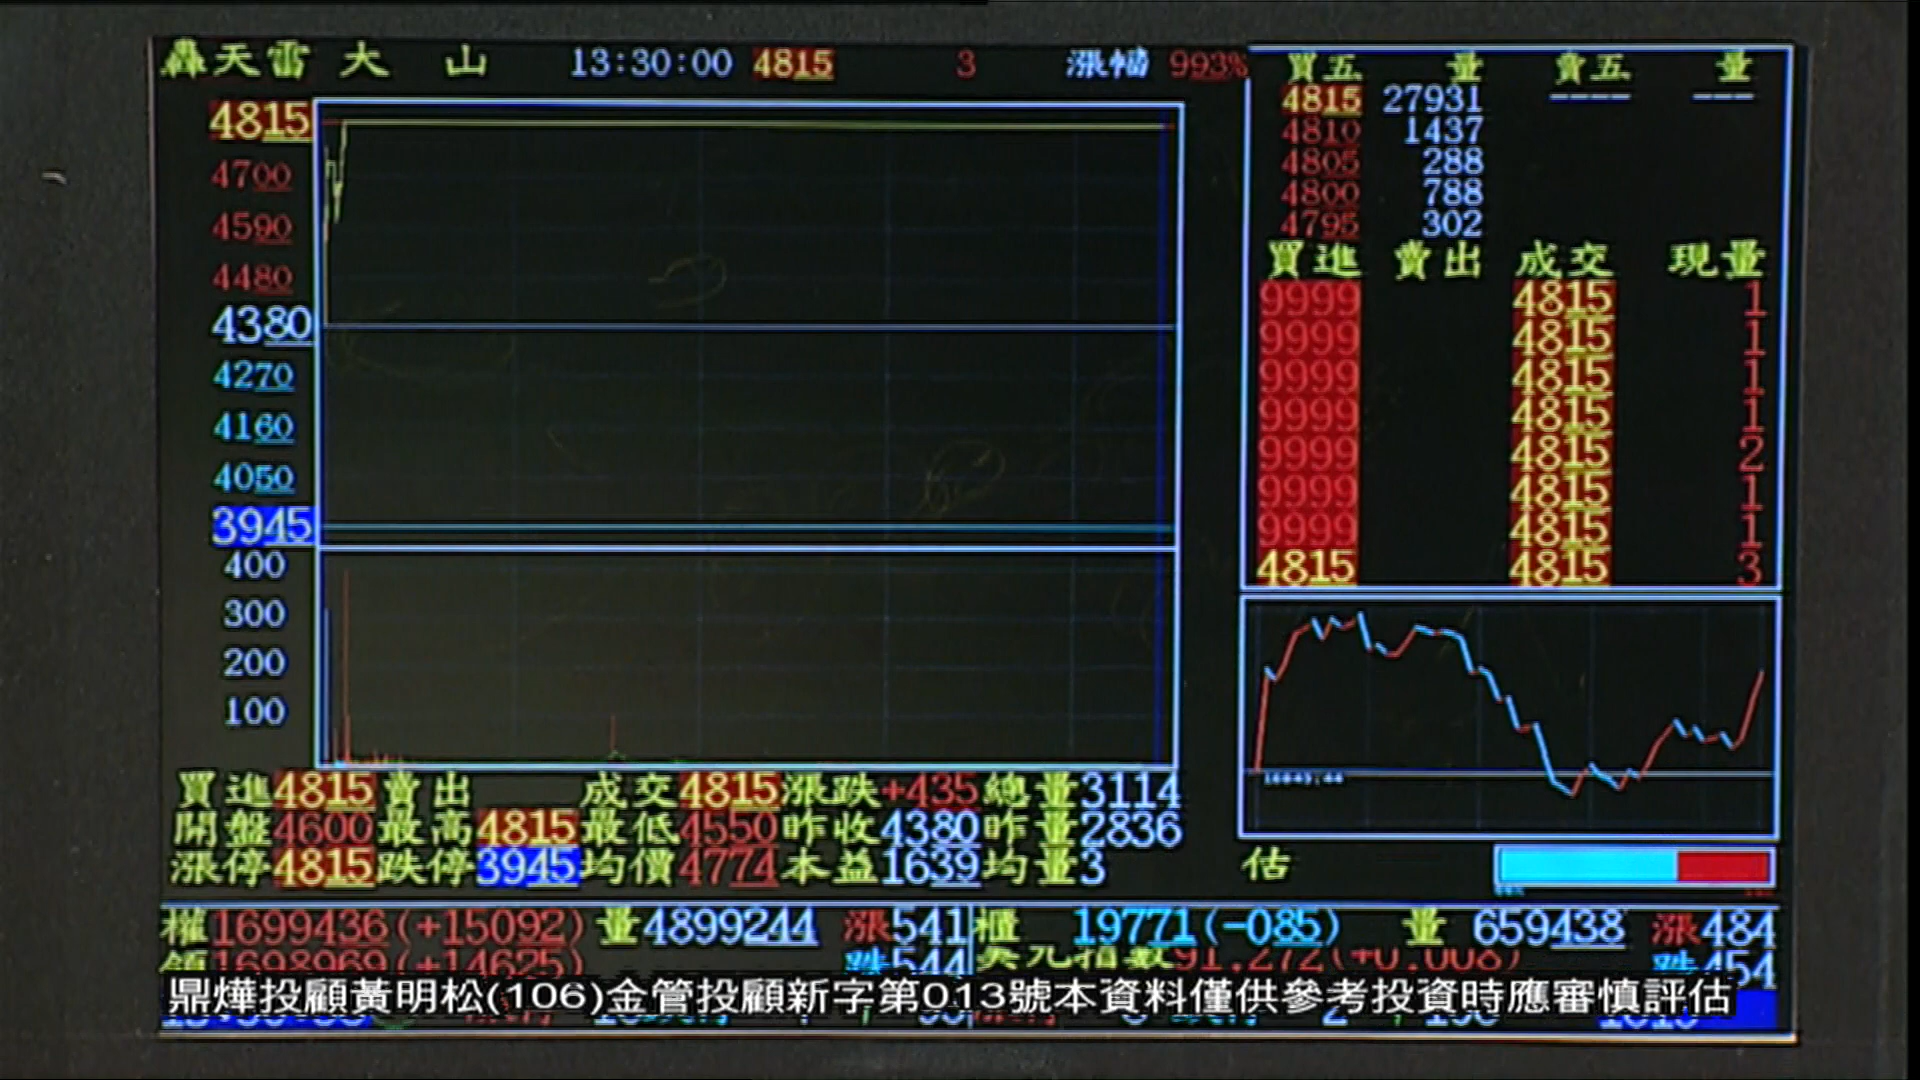 轟天雷 大 山 13:30:00 4815 3 漲幅 993%
買五 量 賣五 量
4815 27931 ---- ---
4810 1437
4805 288
4800 788
4795 302
買進 賣出 成交 現量
9999 4815 1
9999 4815 1
9999 4815 1
9999 4815 1
9999 4815 2
9999 4815 1
9999 4815 1
4815 4815 3
4815
4700
4590
4480
4380
4270
4160
4050
3945
400
300
200
100
買進4815 賣出 成交4815 漲跌+435 總量3114
開盤4600 最高4815 最低4550 昨收4380 昨量2836
漲停4815 跌停3945 均價4774 本益1639 均量3
估
權1699436(+15092) 量4899244 漲541 櫃 19771(-085) 量 659438 漲484
領1698969(+14625) 跌544 美元指數91.272(+0.008) 跌454
鼎燁投顧黃明松(106)金管投顧新字第013號本資料僅供參考投資時應審慎評估